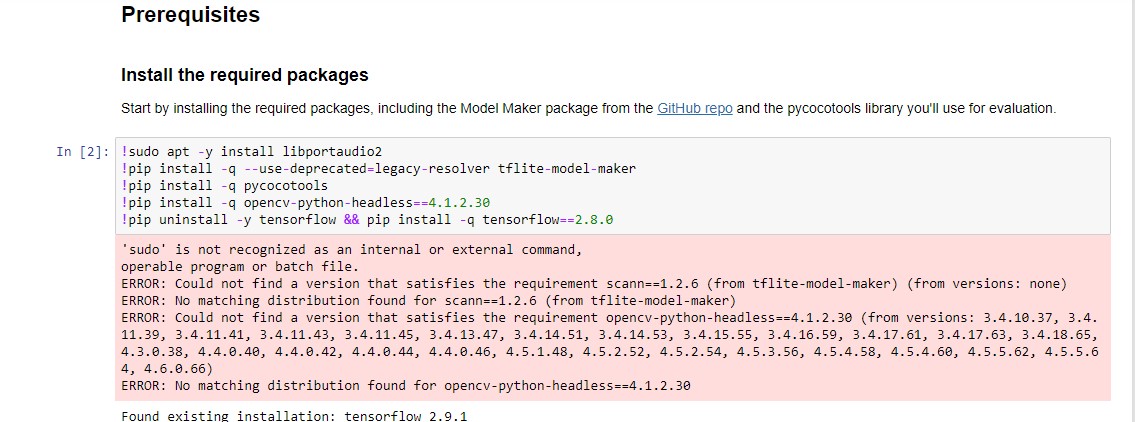 Prerequisites
Install the required packages
Start by installing the required packages, including the Model Maker package from the GitHub repo and the pycocotools library you'll use for evaluation.
In [2]: !sudo apt -y install libportaudio2
!pip install -q --use-deprecated=legacy-resolver tflite-model-maker
!pip install -q pycocotools
!pip install -q opencv-python-headless==4.1.2.30
!pip uninstall -y tensorflow && pip install -q tensorflow==2.8.0
'sudo' is not recognized as an internal or external command,
operable program or batch file.
ERROR: Could not find a version that satisfies the requirement scann==1.2.6 (from tflite-model-maker) (from versions: none)
ERROR: No matching distribution found for scann==1.2.6 (from tflite-model-maker)
ERROR: Could not find a version that satisfies the requirement opencv-python-headless==4.1.2.30 (from versions: 3.4.10.37, 3.4.
11.39, 3.4.11.41, 3.4.11.43, 3.4.11.45, 3.4.13.47, 3.4.14.51, 3.4.14.53, 3.4.15.55, 3.4.16.59, 3.4.17.61, 3.4.17.63, 3.4.18.65,
4.3.0.38, 4.4.0.40, 4.4.0.42, 4.4.0.44, 4.4.0.46, 4.5.1.48, 4.5.2.52, 4.5.2.54, 4.5.3.56, 4.5.4.58, 4.5.4.60, 4.5.5.62, 4.5.5.6
4, 4.6.0.66)
ERROR: No matching distribution found for opencv-python-headless==4.1.2.30
Found existing installation: tensorflow 2.9.1